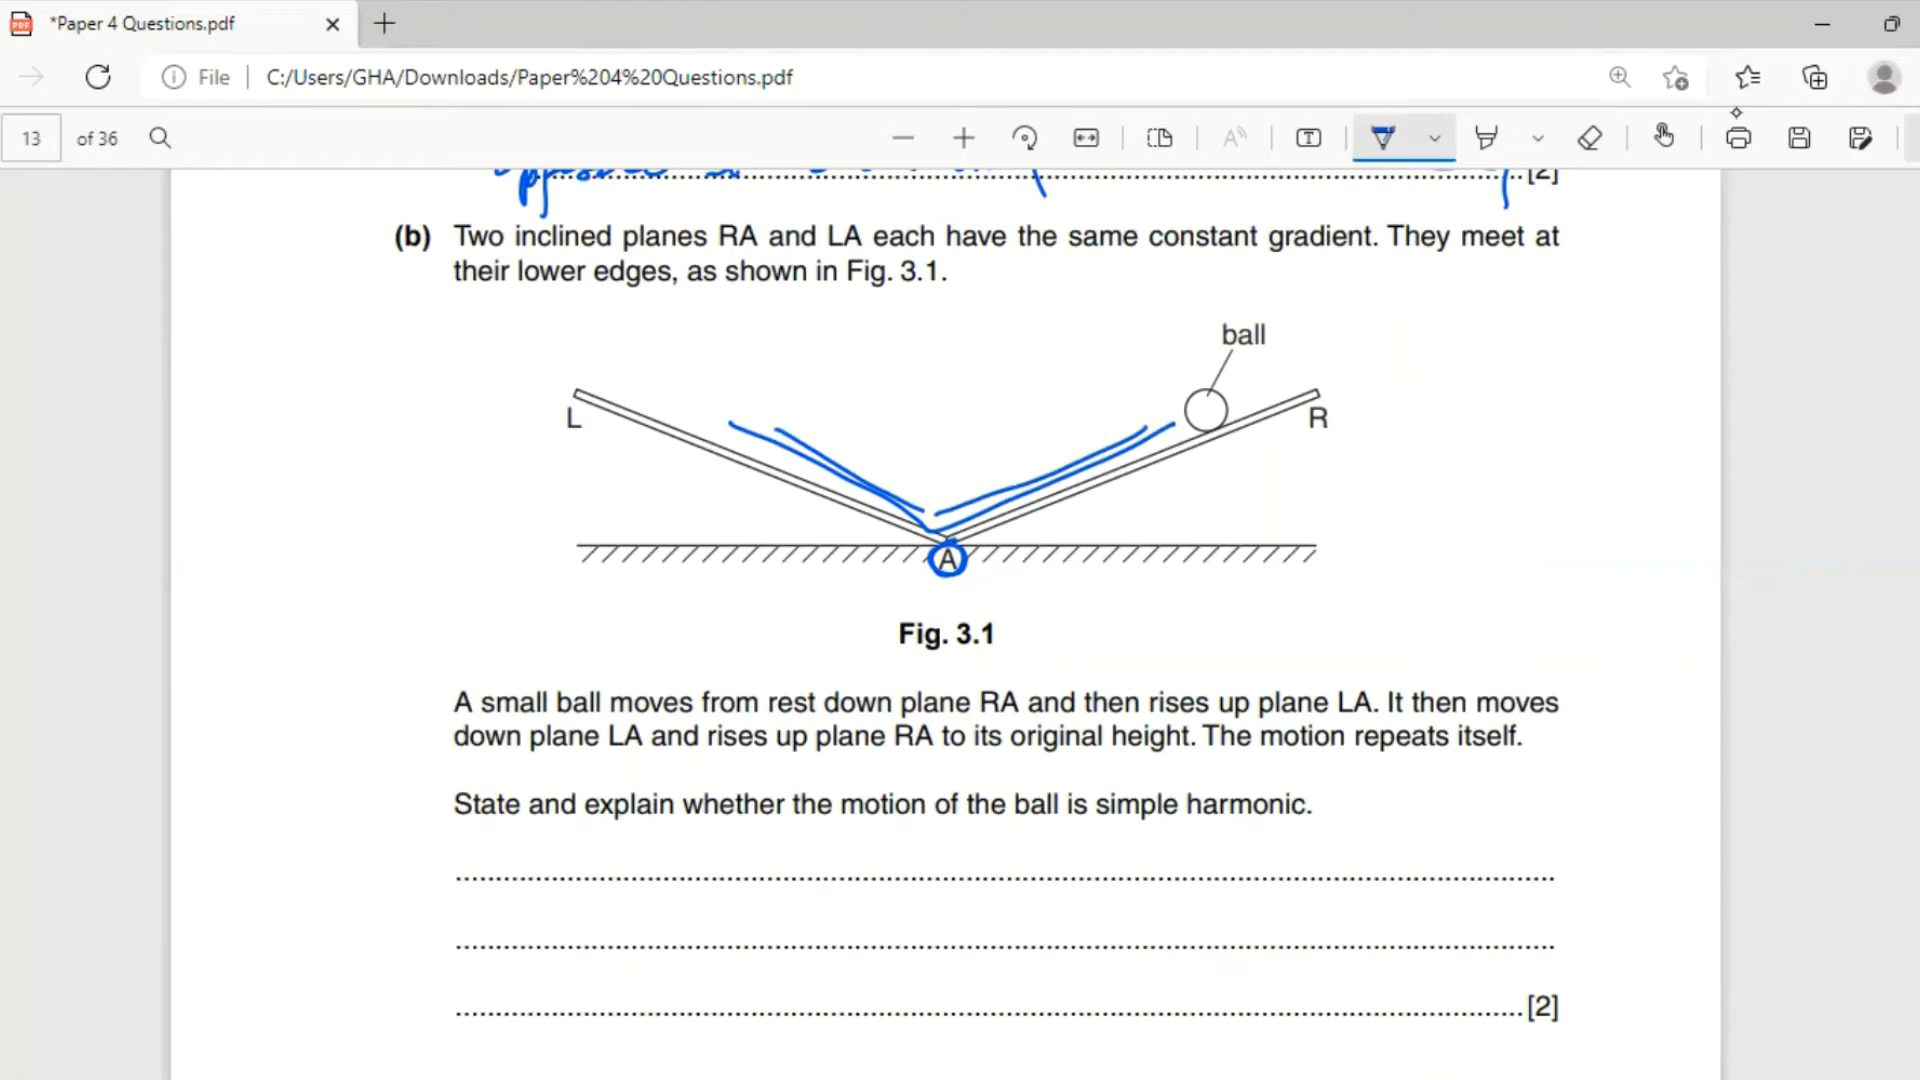 *Paper 4 Questions.pdf
File
C:/Users/GHA/Downloads/Paper%204%20Questions.pdf
13 of 36
[2]
(b) Two inclined planes RA and LA each have the same constant gradient. They meet at
their lower edges, as shown in Fig. 3.1.
ball
L
R
A
Fig. 3.1
A small ball moves from rest down plane RA and then rises up plane LA. It then moves
down plane LA and rises up plane RA to its original height. The motion repeats itself.
State and explain whether the motion of the ball is simple harmonic.
[2]